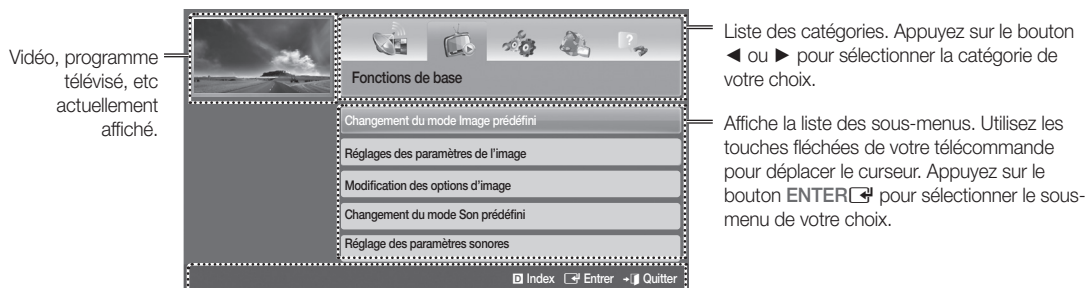 Vidéo, programme
télévisé, etc
actuellement
affiché.
Fonctions de base
Changement du mode Image prédéfini
Réglages des paramètres de l'image
Modification des options d'image
Changement du mode Son prédéfini
Réglage des paramètres sonores
D Index Entrer Quitter
Liste des catégories. Appuyez sur le bouton
◄ ou ► pour sélectionner la catégorie de
votre choix.
Affiche la liste des sous-menus. Utilisez les
touches fléchées de votre télécommande
pour déplacer le curseur. Appuyez sur le
bouton ENTER pour sélectionner le sous-
menu de votre choix.